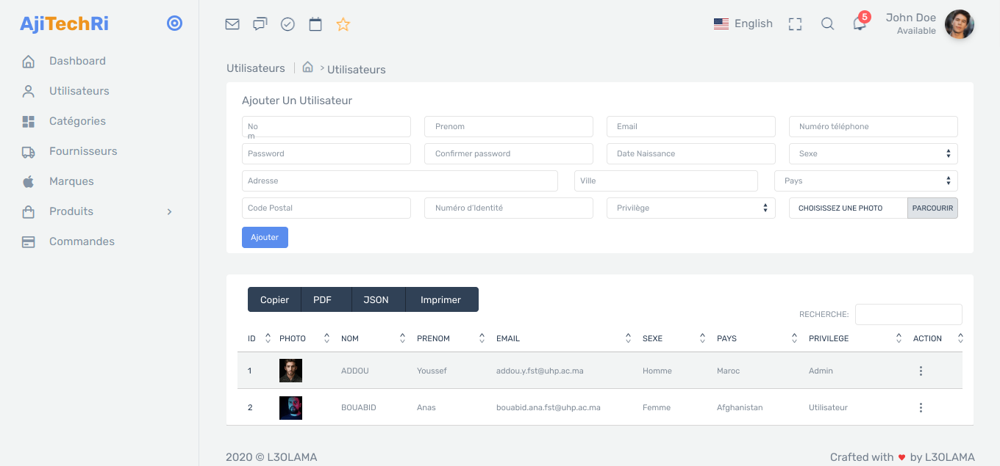 AjiTechRi
Dashboard
Utilisateurs
Catégories
Fournisseurs
Marques
Produits
Commandes
English
5
John Doe
Available
Utilisateurs
> Utilisateurs
Ajouter Un Utilisateur
No
m
Prenom
Email
Numéro téléphone
Password
Confirmer password
Date Naissance
Sexe
Adresse
Ville
Pays
Code Postal
Numéro d'Identité
Privilège
CHOISISSEZ UNE PHOTO
PARCOURIR
Ajouter
Copier PDF JSON Imprimer
RECHERCHE:
ID PHOTO NOM PRENOM EMAIL SEXE PAYS PRIVILEGE ACTION
1 ADDOU Youssef addou.y.fst@uhp.ac.ma Homme Maroc Admin
2 BOUABID Anas bouabid.ana.fst@uhp.ac.ma Femme Afghanistan Utilisateur
2020 © L3OLAMA
Crafted with ♥ by L3OLAMA